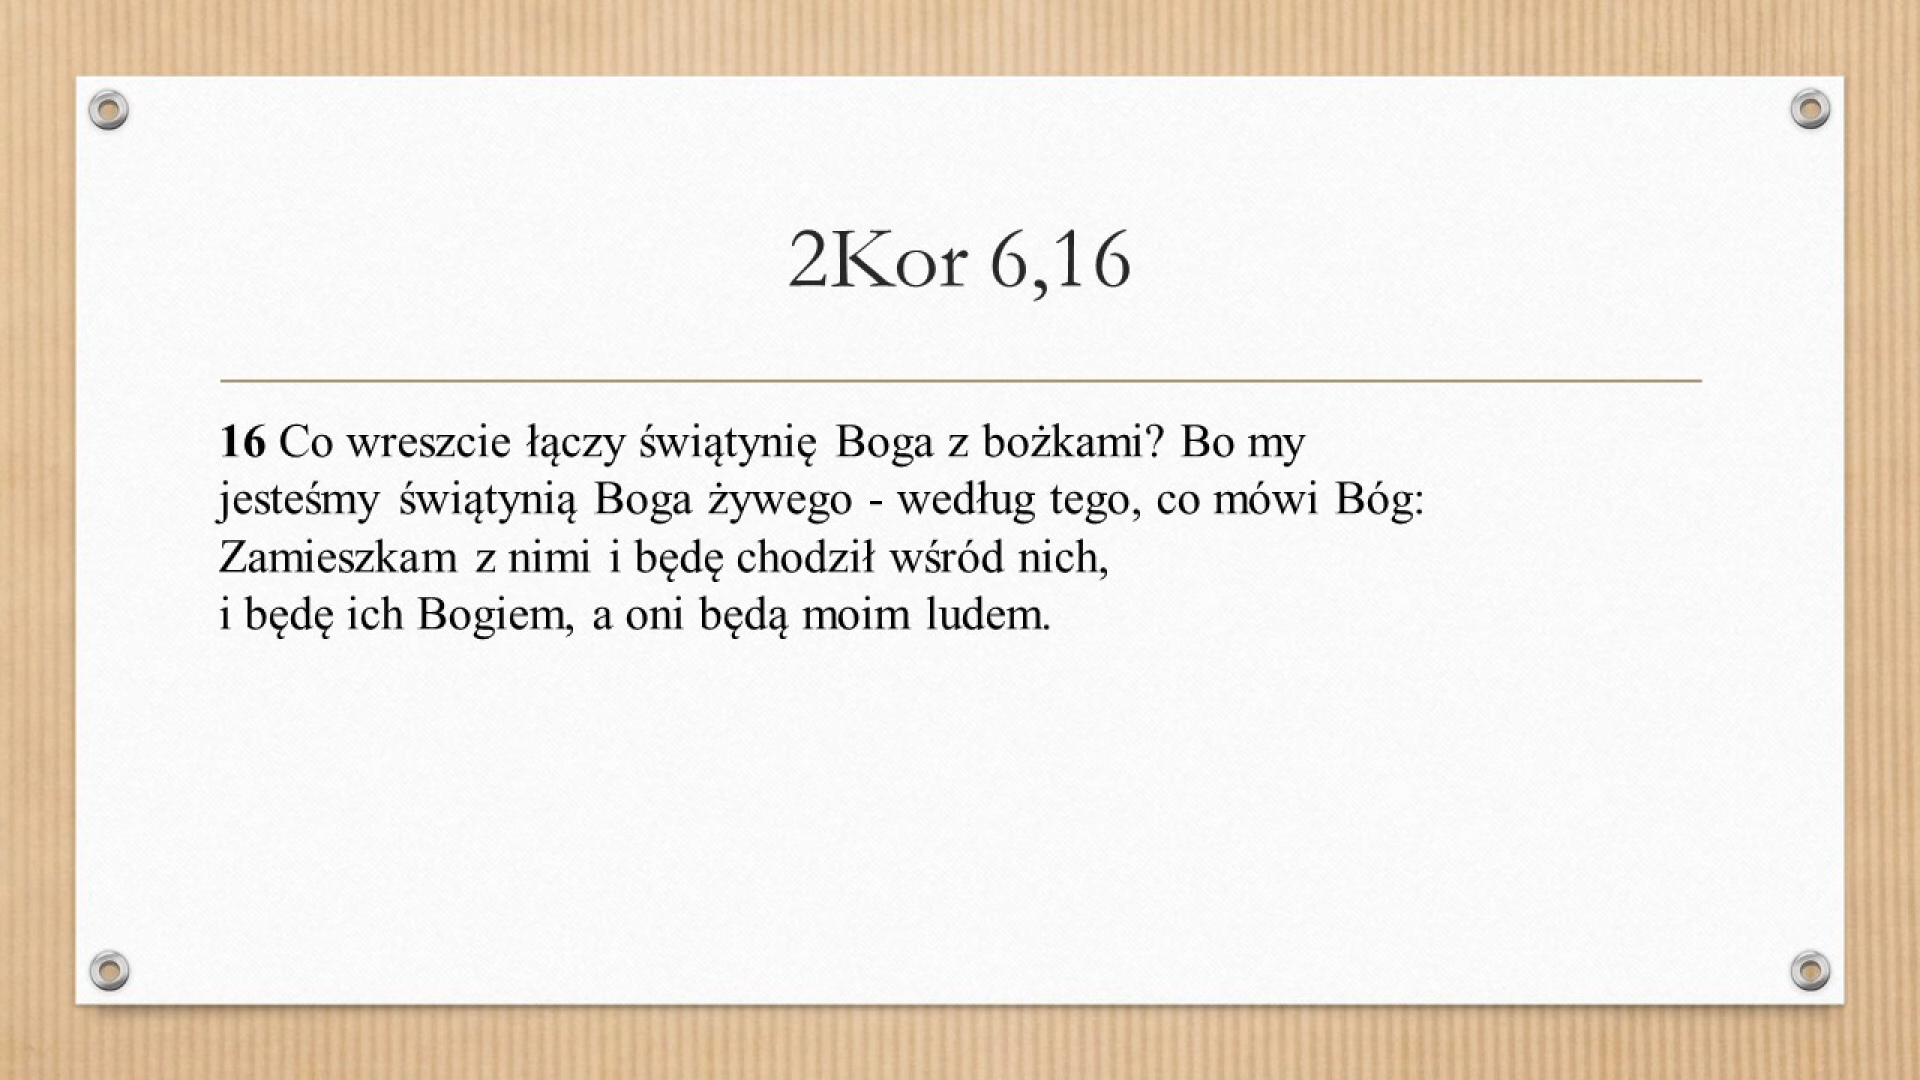 2Kor 6,16
16 Co wreszcie łączy świątynię Boga z bożkami? Bo my
jesteśmy świątynią Boga żywego - według tego, co mówi Bóg:
Zamieszkam z nimi i będę chodził wśród nich,
i będę ich Bogiem, a oni będą moim ludem.